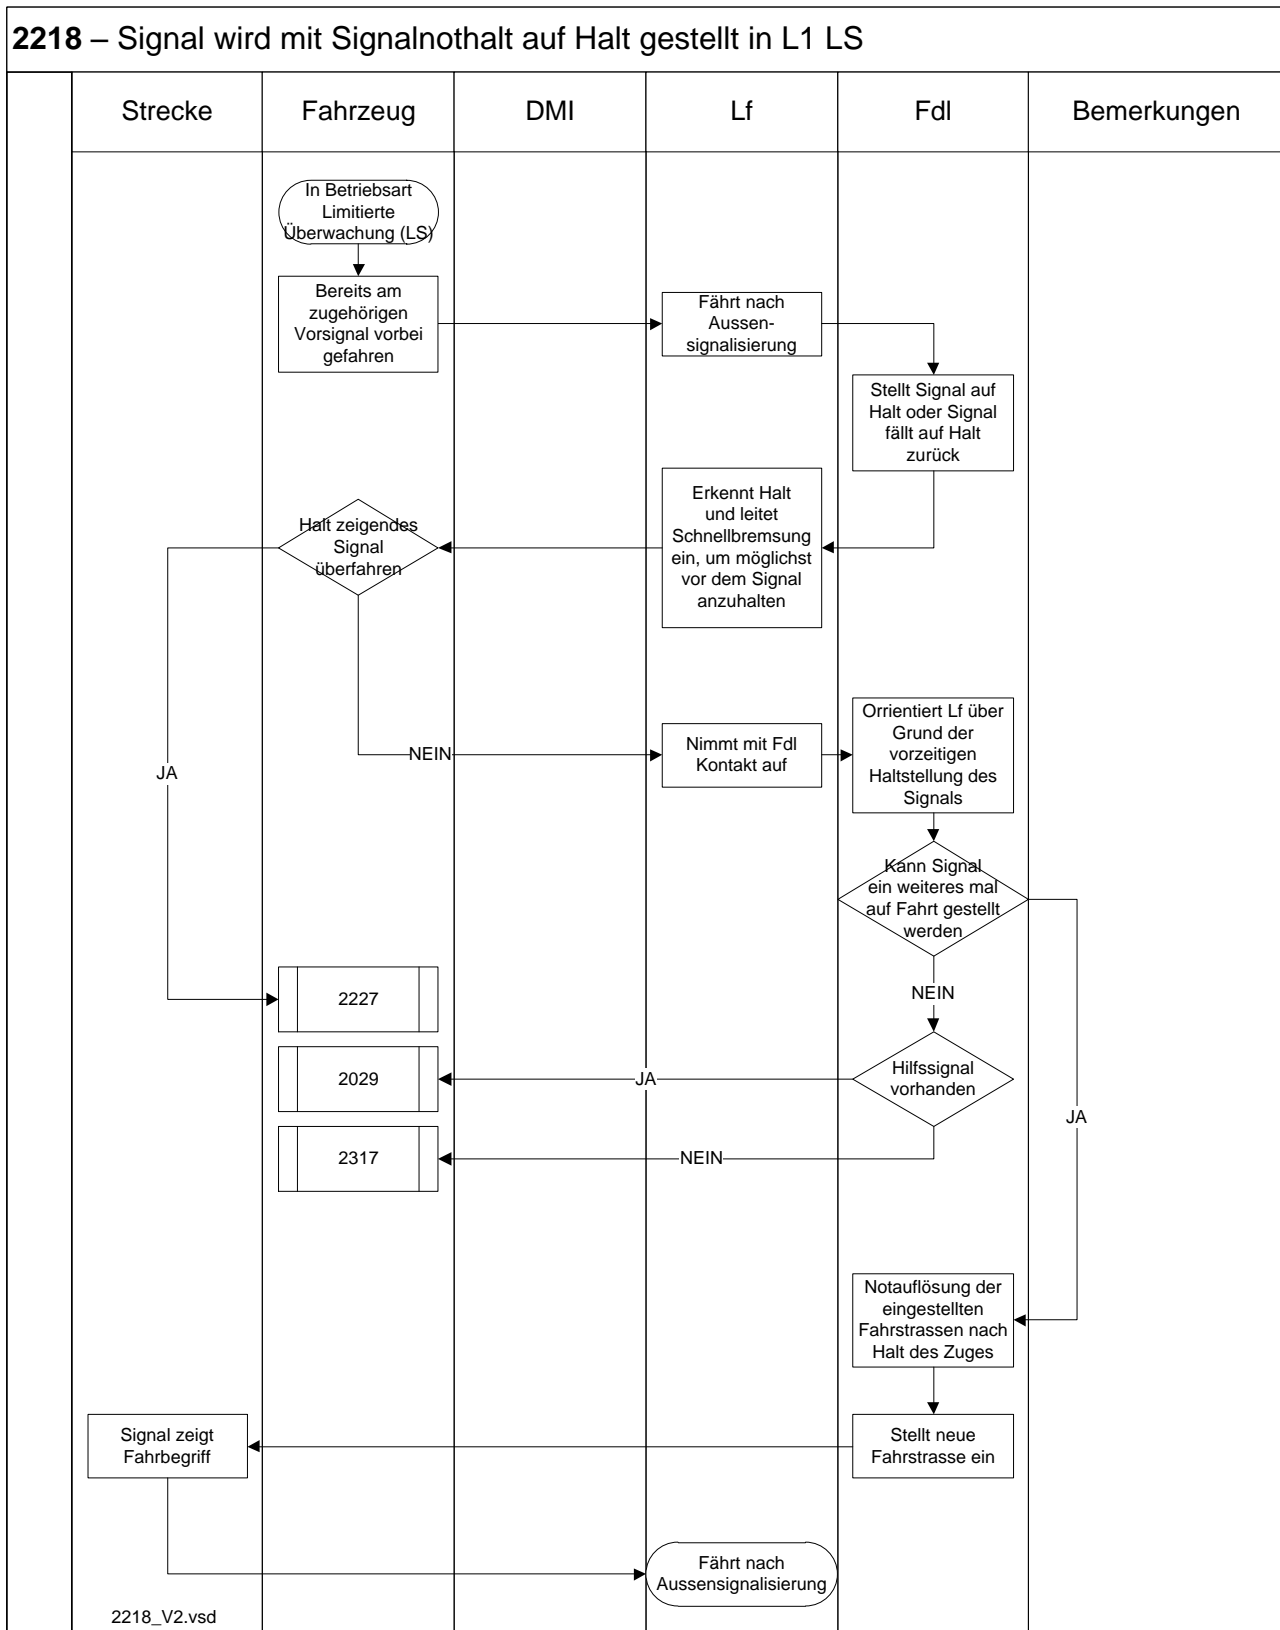 2218 – Signal wird mit Signalnothalt auf Halt gestellt in L1 LS
Strecke
Fahrzeug
DMI
Lf
Fdl
Bemerkungen
In Betriebsart
Limitierte
Überwachung (LS)
Bereits am
zugehörigen
Vorsignal vorbei
gefahren
Fährt nach
Aussen-
signalisierung
Stellt Signal auf
Halt oder Signal
fällt auf Halt
zurück
Erkennt Halt
und leitet
Schnellbremsung
ein, um möglichst
vor dem Signal
anzuhalten
Halt zeigendes
Signal
überfahren
JA
NEIN
Nimmt mit Fdl
Kontakt auf
Orrientiert Lf über
Grund der
vorzeitigen
Haltstellung des
Signals
Kann Signal
ein weiteres mal
auf Fahrt gestellt
werden
2227
NEIN
2029
JA
Hilfssignal
vorhanden
JA
2317
NEIN
Notauflösung der
eingestellten
Fahrstrassen nach
Halt des Zuges
Signal zeigt
Fahrbegriff
Stellt neue
Fahrstrasse ein
Fährt nach
Aussensignalisierung
2218_V2.vsd